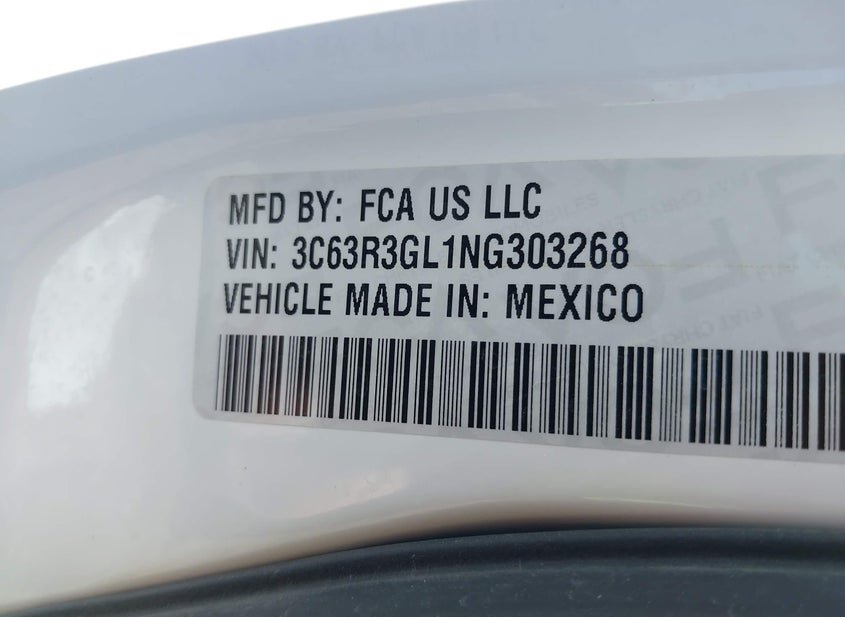 MFD BY: FCA US LLC
VIN: 3C63R3GL1NG303268
VEHICLE MADE IN: MEXICO